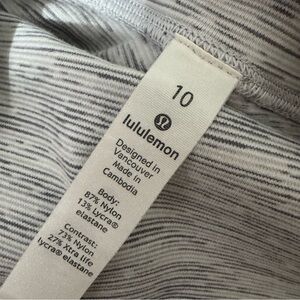 10
lululemon
Designed in
Vancouver
Made in
Cambodia
Body:
87% Nylon
13% Lycra®
elastane
Contrast:
73% Nylon
27% Xtra life
lycra® elastane